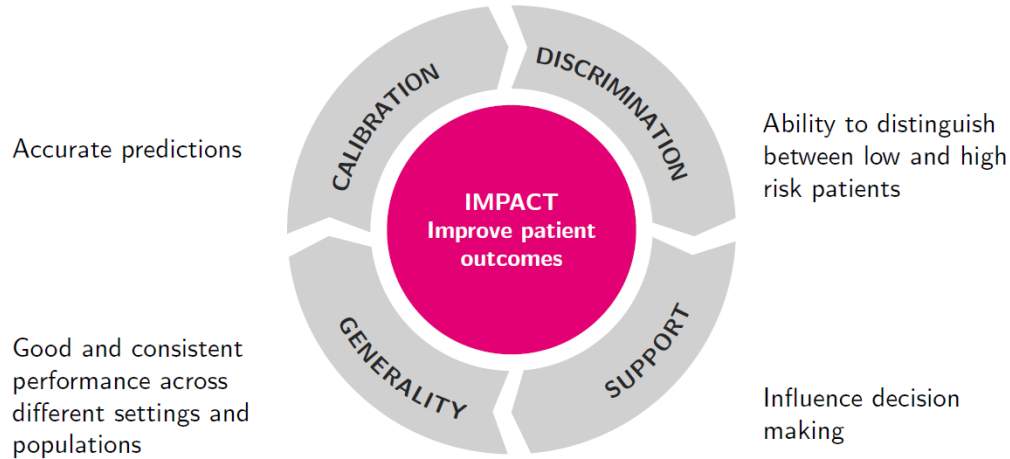 CALIBRATION
DISCRIMINATION
Accurate predictions
Ability to distinguish
between low and high
risk patients
IMPACT
Improve patient
outcomes
GENERALITY
SUPPORT
Good and consistent
performance across
different settings and
populations
Influence decision
making